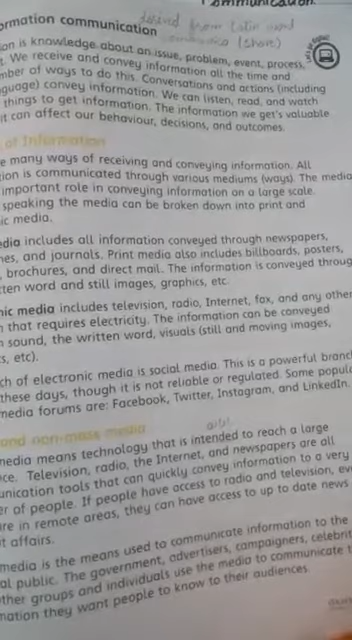 ommunication
ormation communication derived from latin word
(share)
on is knowledge about an issue, problem, event, process,
t. We receive and convey information all the time and
mber of ways to do this. Conversations and actions (including
guage) convey information. We can listen, read, and watch
things to get information. The information we get's valuable
it can affect our behaviour, decisions, and outcomes.
of information
e many ways of receiving and conveying information. All
tion is communicated through various mediums (ways). The media
important role in conveying information on a large scale.
speaking the media can be broken down into print and
ic media.
edia includes all information conveyed through newspapers,
nes, and journals. Print media also includes billboards, posters,
, brochures, and direct mail. The information is conveyed throug
ten word and still images, graphics, etc.
nic media includes television, radio, Internet, fax, and any other
n that requires electricity. The information can be conveyed
h sound, the written word, visuals (still and moving images,
s, etc).
ch of electronic media is social media. This is a powerful branc
these days, though it is not reliable or regulated. Some popula
media forums are: Facebook, Twitter, Instagram, and LinkedIn.
and non-mass media
media means technology that is intended to reach a large
ce. Television, radio, the Internet, and newspapers are all
unication tools that can quickly convey information to a very
er of people. If people have access to radio and television, ev
are in remote areas, they can have access to up to date news
t affairs.
media is the means used to communicate information to the
al public. The government, advertisers, campaigners, celebrit
ther groups and individuals use the media to communicate t
mation they want people to know to their audiences.